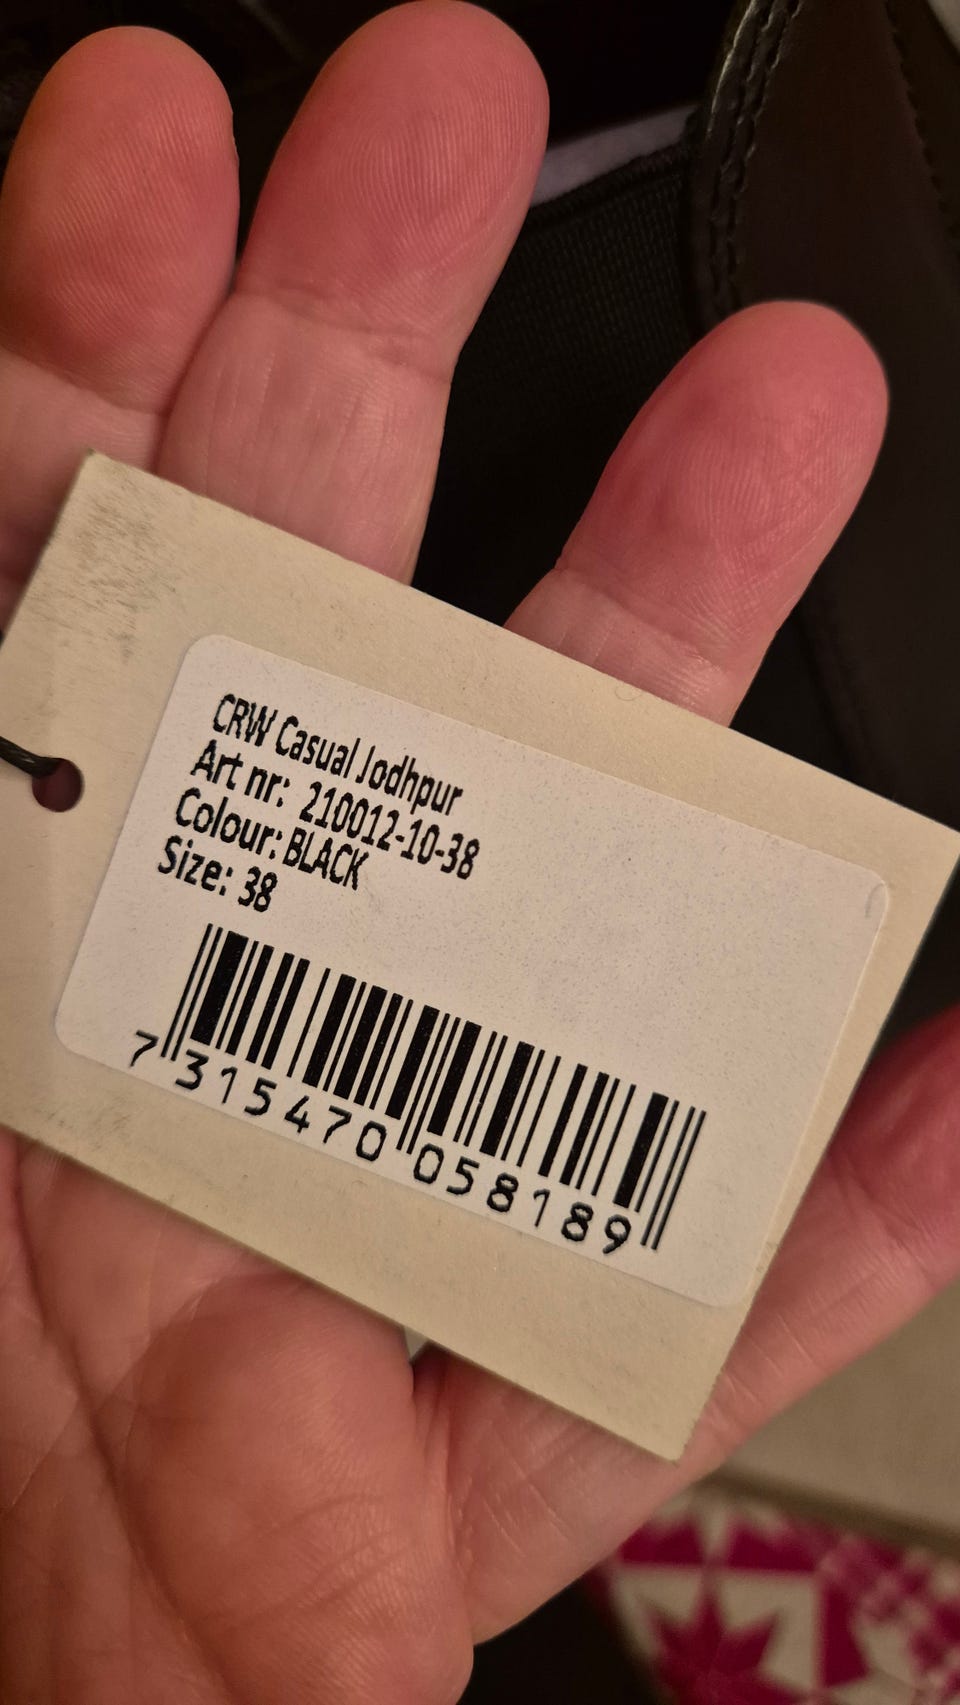 CRW Casual Jodhpur
Art nr: 210012-10-38
Colour: BLACK
Size: 38
7 315470 058189